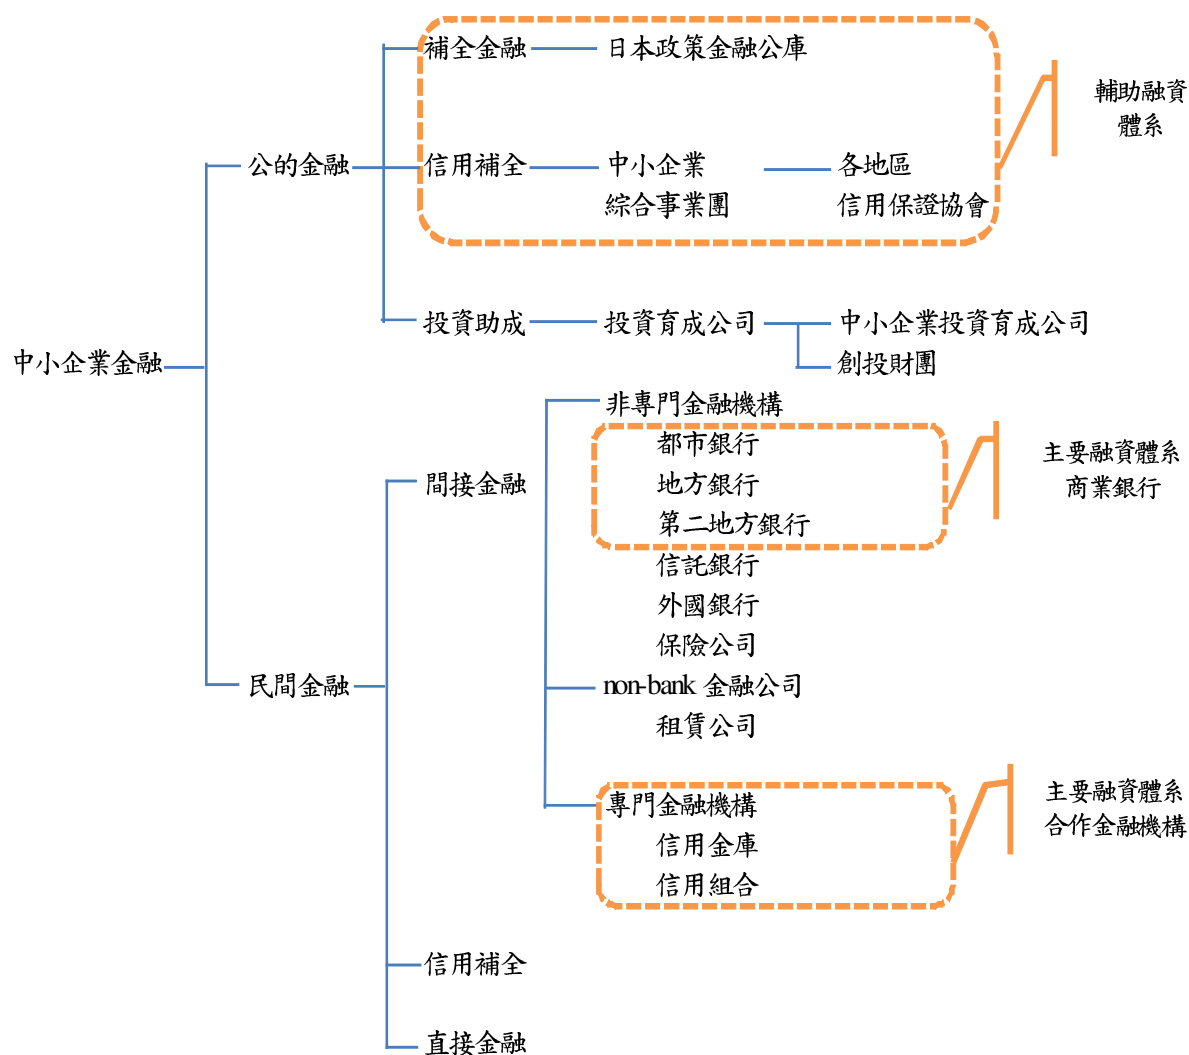 補全金融
日本政策金融公庫
輔助融資
體系
公的金融
信用補全
中小企業
綜合事業團
各地區
信用保證協會
投資助成
投資育成公司
中小企業投資育成公司
創投財團
中小企業金融
非專門金融機構
都市銀行
地方銀行
第二地方銀行
主要融資體系
商業銀行
間接金融
信託銀行
外國銀行
保險公司
民間金融
non-bank 金融公司
租賃公司
專門金融機構
信用金庫
信用組合
主要融資體系
合作金融機構
信用補全
直接金融